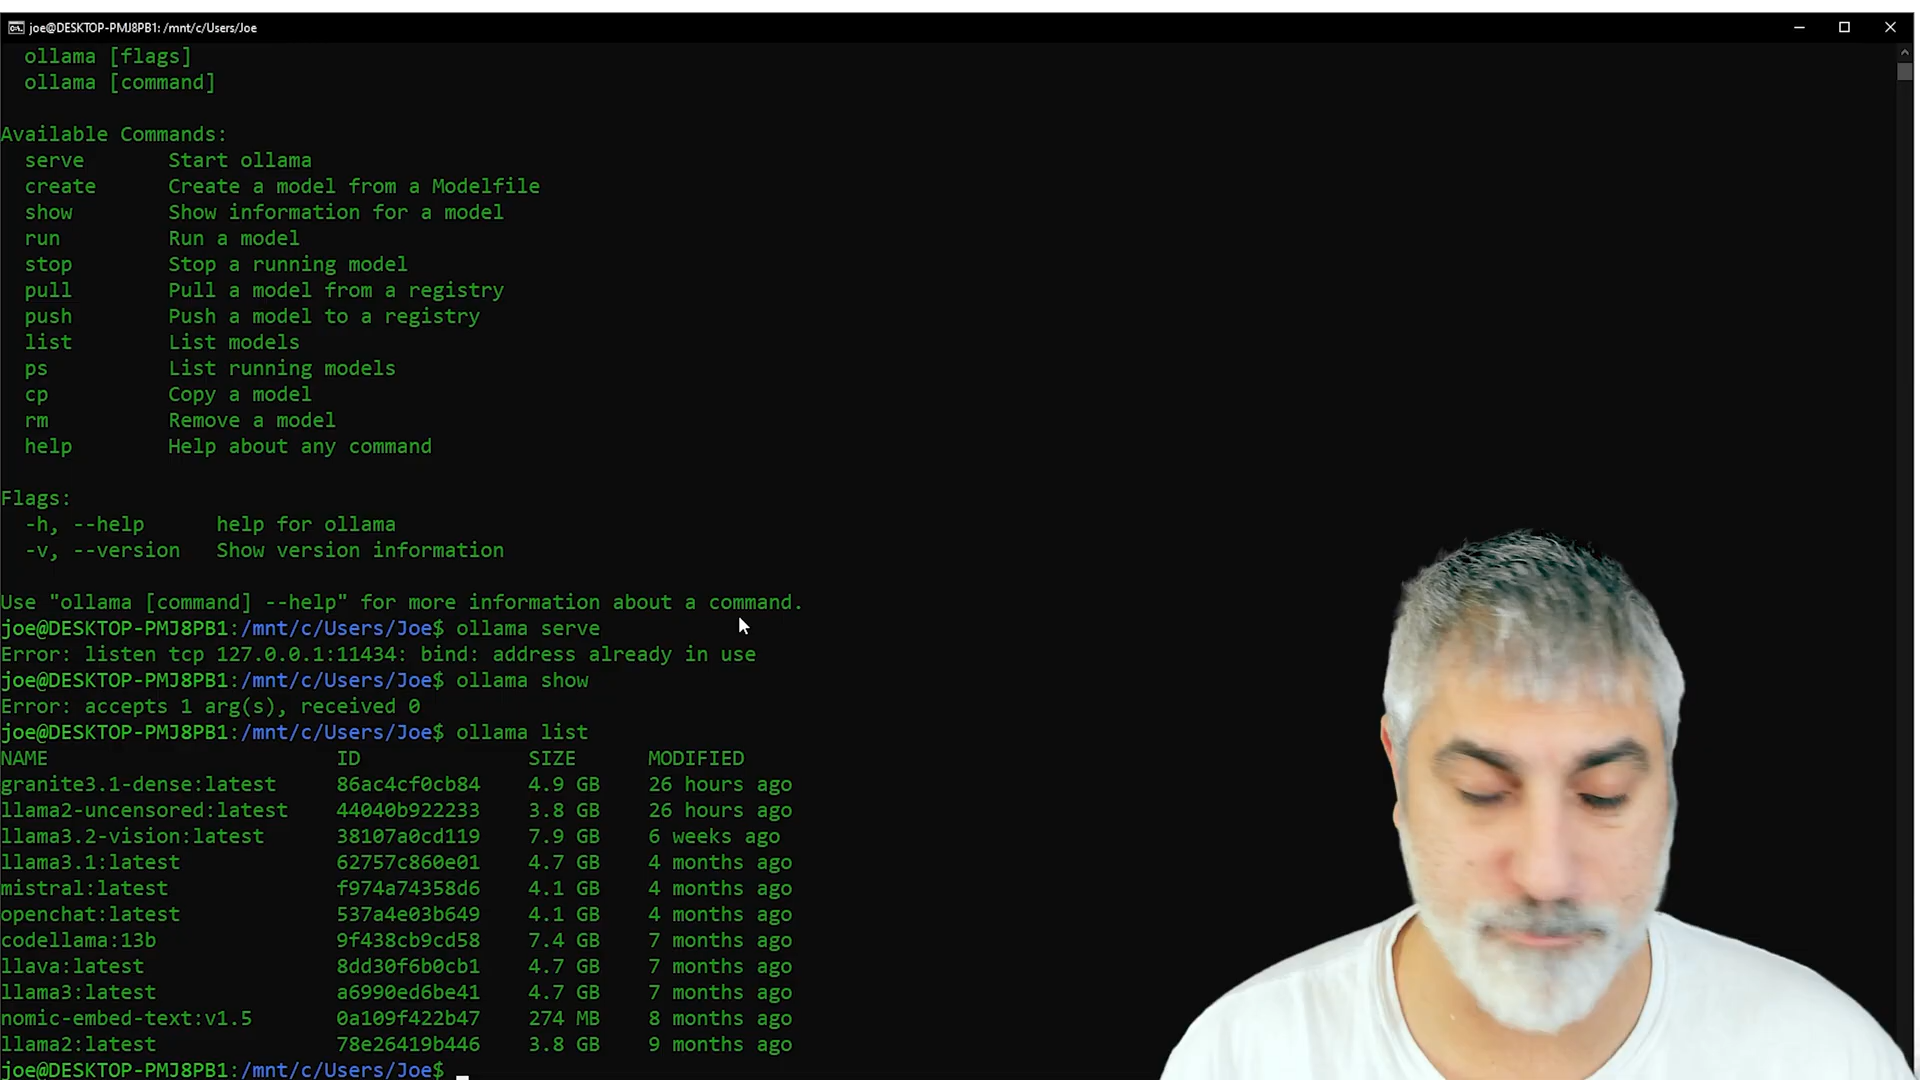 joe@DESKTOP-PMJ8PB1: /mnt/c/Users/Joe
ollama [flags]
ollama [command]
Available Commands:
serve Start ollama
create Create a model from a Modelfile
show Show information for a model
run Run a model
stop Stop a running model
pull Pull a model from a registry
push Push a model to a registry
list List models
ps List running models
cp Copy a model
rm Remove a model
help Help about any command
Flags:
-h, --help help for ollama
-v, --version Show version information
Use "ollama [command] --help" for more information about a command.
joe@DESKTOP-PMJ8PB1:/mnt/c/Users/Joe$ ollama serve
Error: listen tcp 127.0.0.1:11434: bind: address already in use
joe@DESKTOP-PMJ8PB1:/mnt/c/Users/Joe$ ollama show
Error: accepts 1 arg(s), received 0
joe@DESKTOP-PMJ8PB1:/mnt/c/Users/Joe$ ollama list
NAME ID SIZE MODIFIED
granite3.1-dense:latest 86ac4cf0cb84 4.9 GB 26 hours ago
llama2-uncensored:latest 44040b922233 3.8 GB 26 hours ago
llama3.2-vision:latest 38107a0cd119 7.9 GB 6 weeks ago
llama3.1:latest 62757c860e01 4.7 GB 4 months ago
mistral:latest f974a74358d6 4.1 GB 4 months ago
openchat:latest 537a4e03b649 4.1 GB 4 months ago
codellama:13b 9f438cb9cd58 7.4 GB 7 months ago
llava:latest 8dd30f6b0cb1 4.7 GB 7 months ago
llama3:latest a6990ed6be41 4.7 GB 7 months ago
nomic-embed-text:v1.5 0a109f422b47 274 MB 8 months ago
llama2:latest 78e26419b446 3.8 GB 9 months ago
joe@DESKTOP-PMJ8PB1:/mnt/c/Users/Joe$